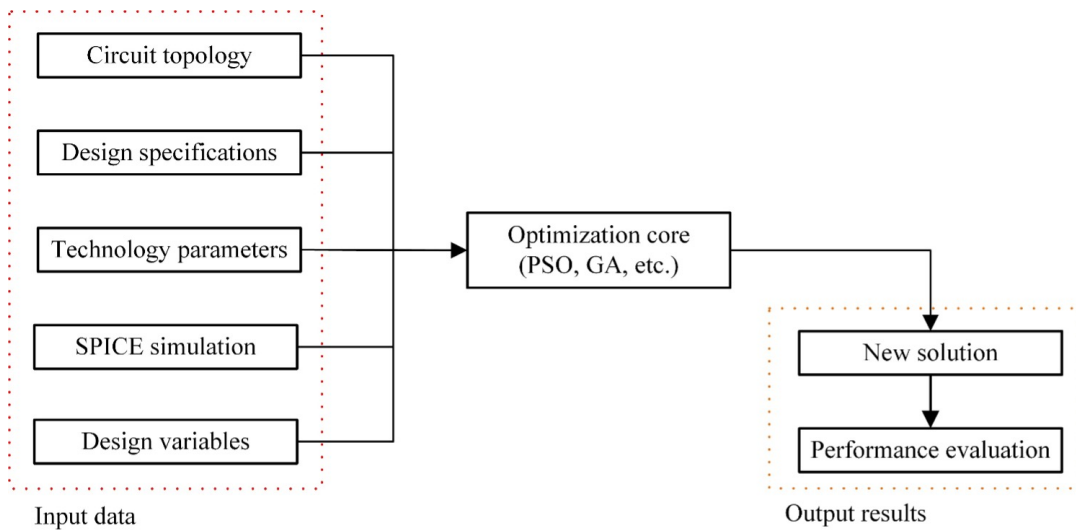 Circuit topology
Design specifications
Technology parameters
SPICE simulation
Design variables
Input data
Optimization core
(PSO, GA, etc.)
New solution
Performance evaluation
Output results